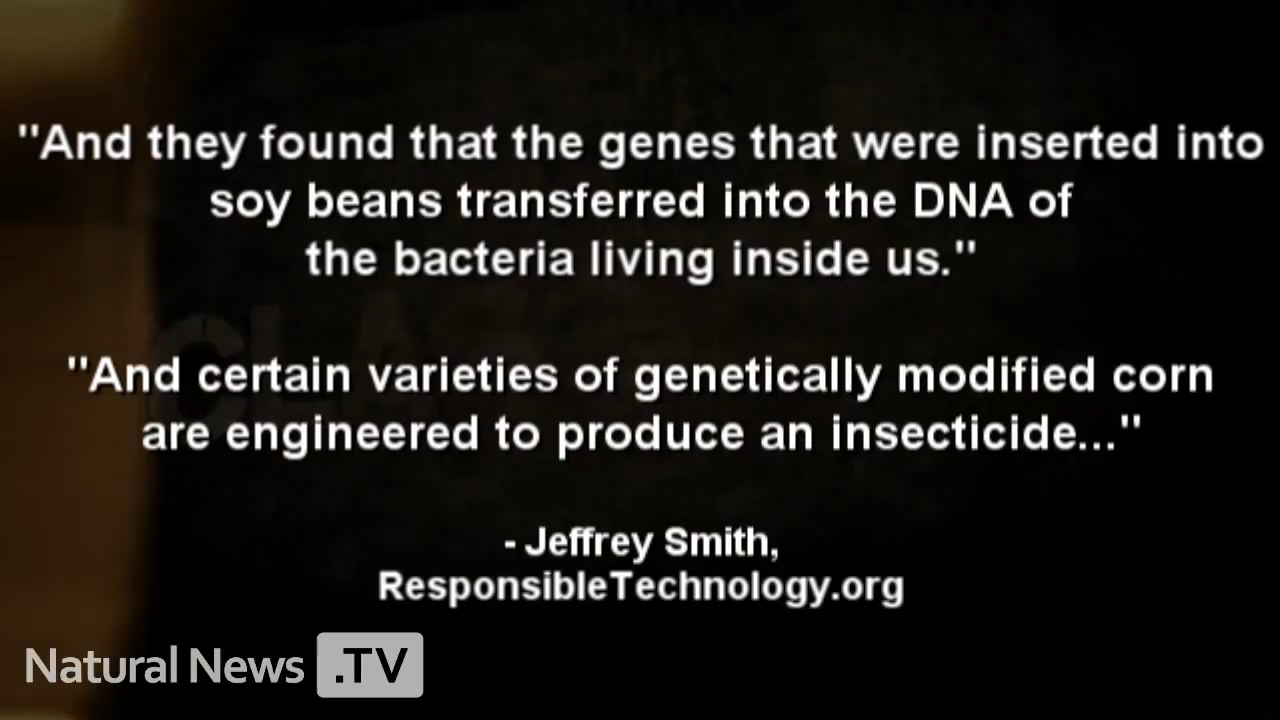 "And they found that the genes that were inserted into
soy beans transferred into the DNA of
the bacteria living inside us."
"And certain varieties of genetically modified corn
are engineered to produce an insecticide..."
- Jeffrey Smith,
ResponsibleTechnology.org
Natural News .TV